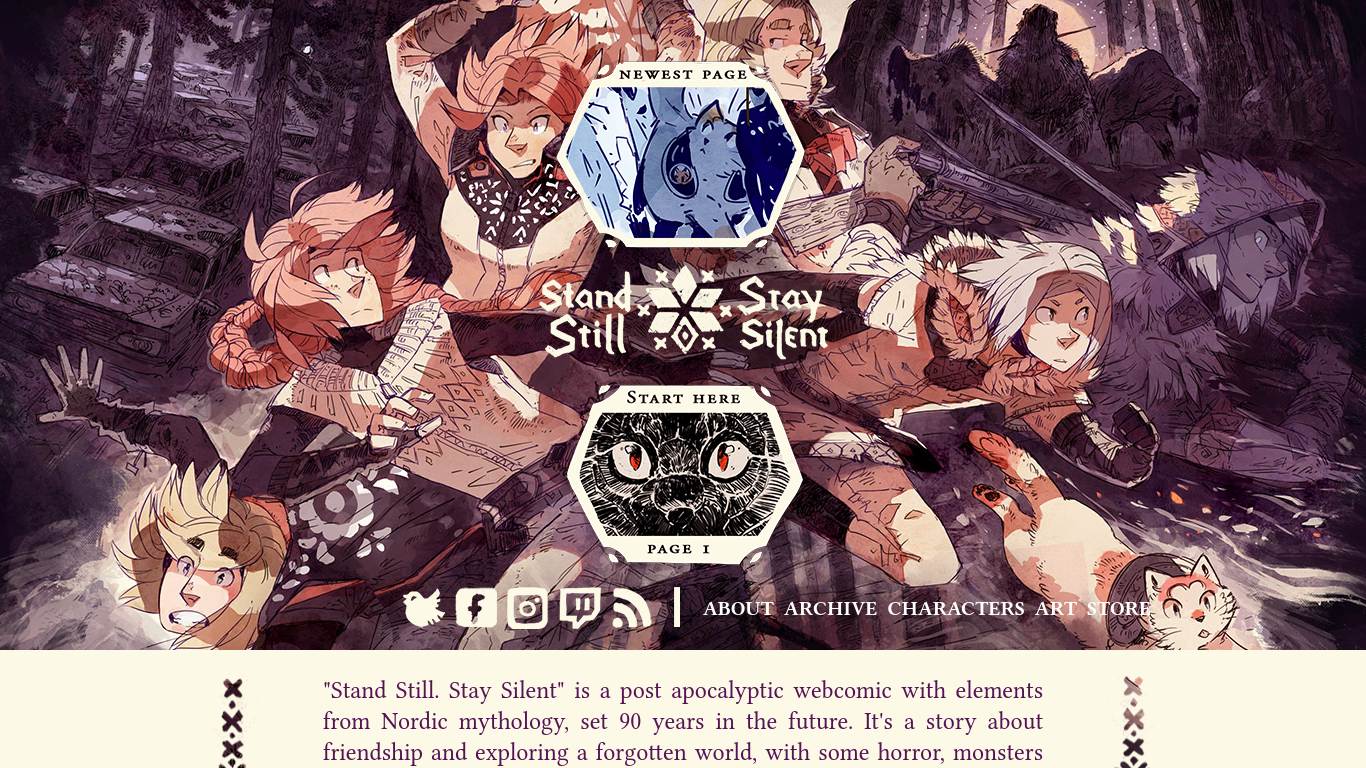 NEWEST PAGE
Stand Still
Stay Silent
START HERE
PAGE 1
ABOUT ARCHIVE CHARACTERS ART STORE
"Stand Still. Stay Silent" is a post apocalyptic webcomic with elements
from Nordic mythology, set 90 years in the future. It's a story about
friendship and exploring a forgotten world, with some horror, monsters